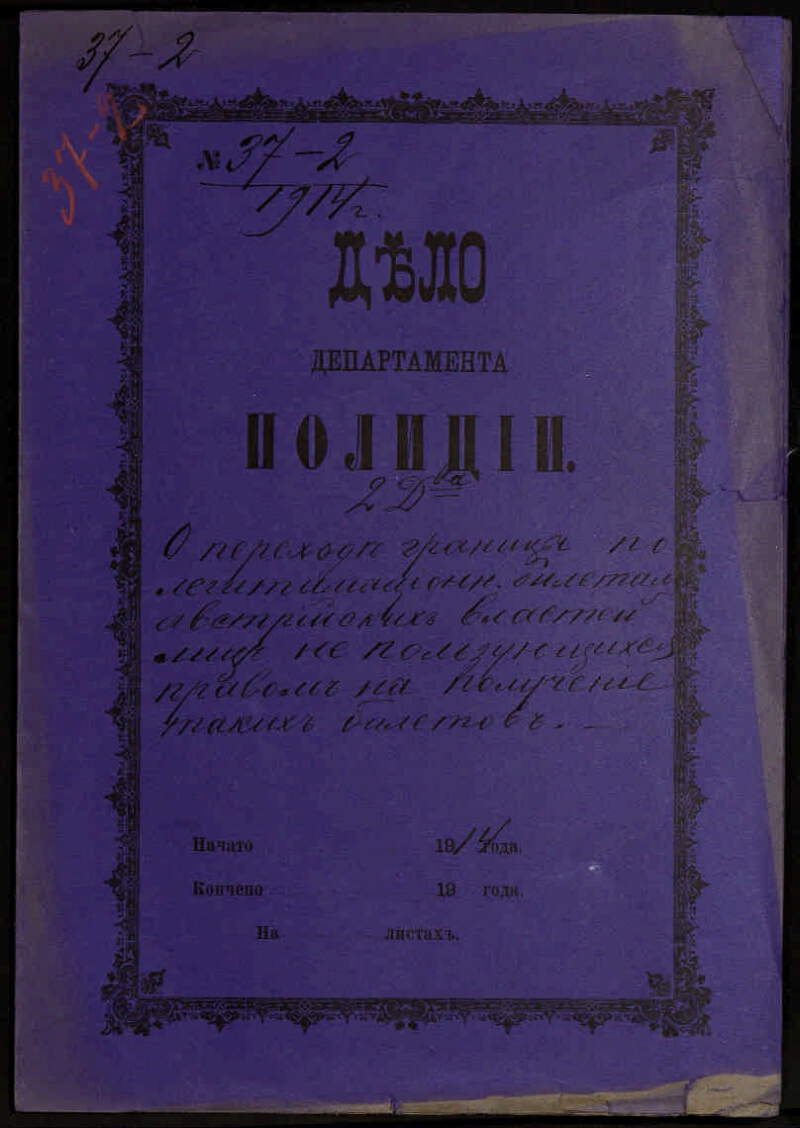 37-2
37-2
№ 37-2
1914 г.
ДѢЛО
ДЕПАРТАМЕНТА
ПОЛИЦІИ.
2 Д-ва
О переходѣ границы по
легитимаціонн. билетам
австрійскихъ властей
лицъ не пользующихся
правомъ на полученіе
такихъ билетовъ. —
Начато 1914 года.
Кончено 19 года.
На листахъ.